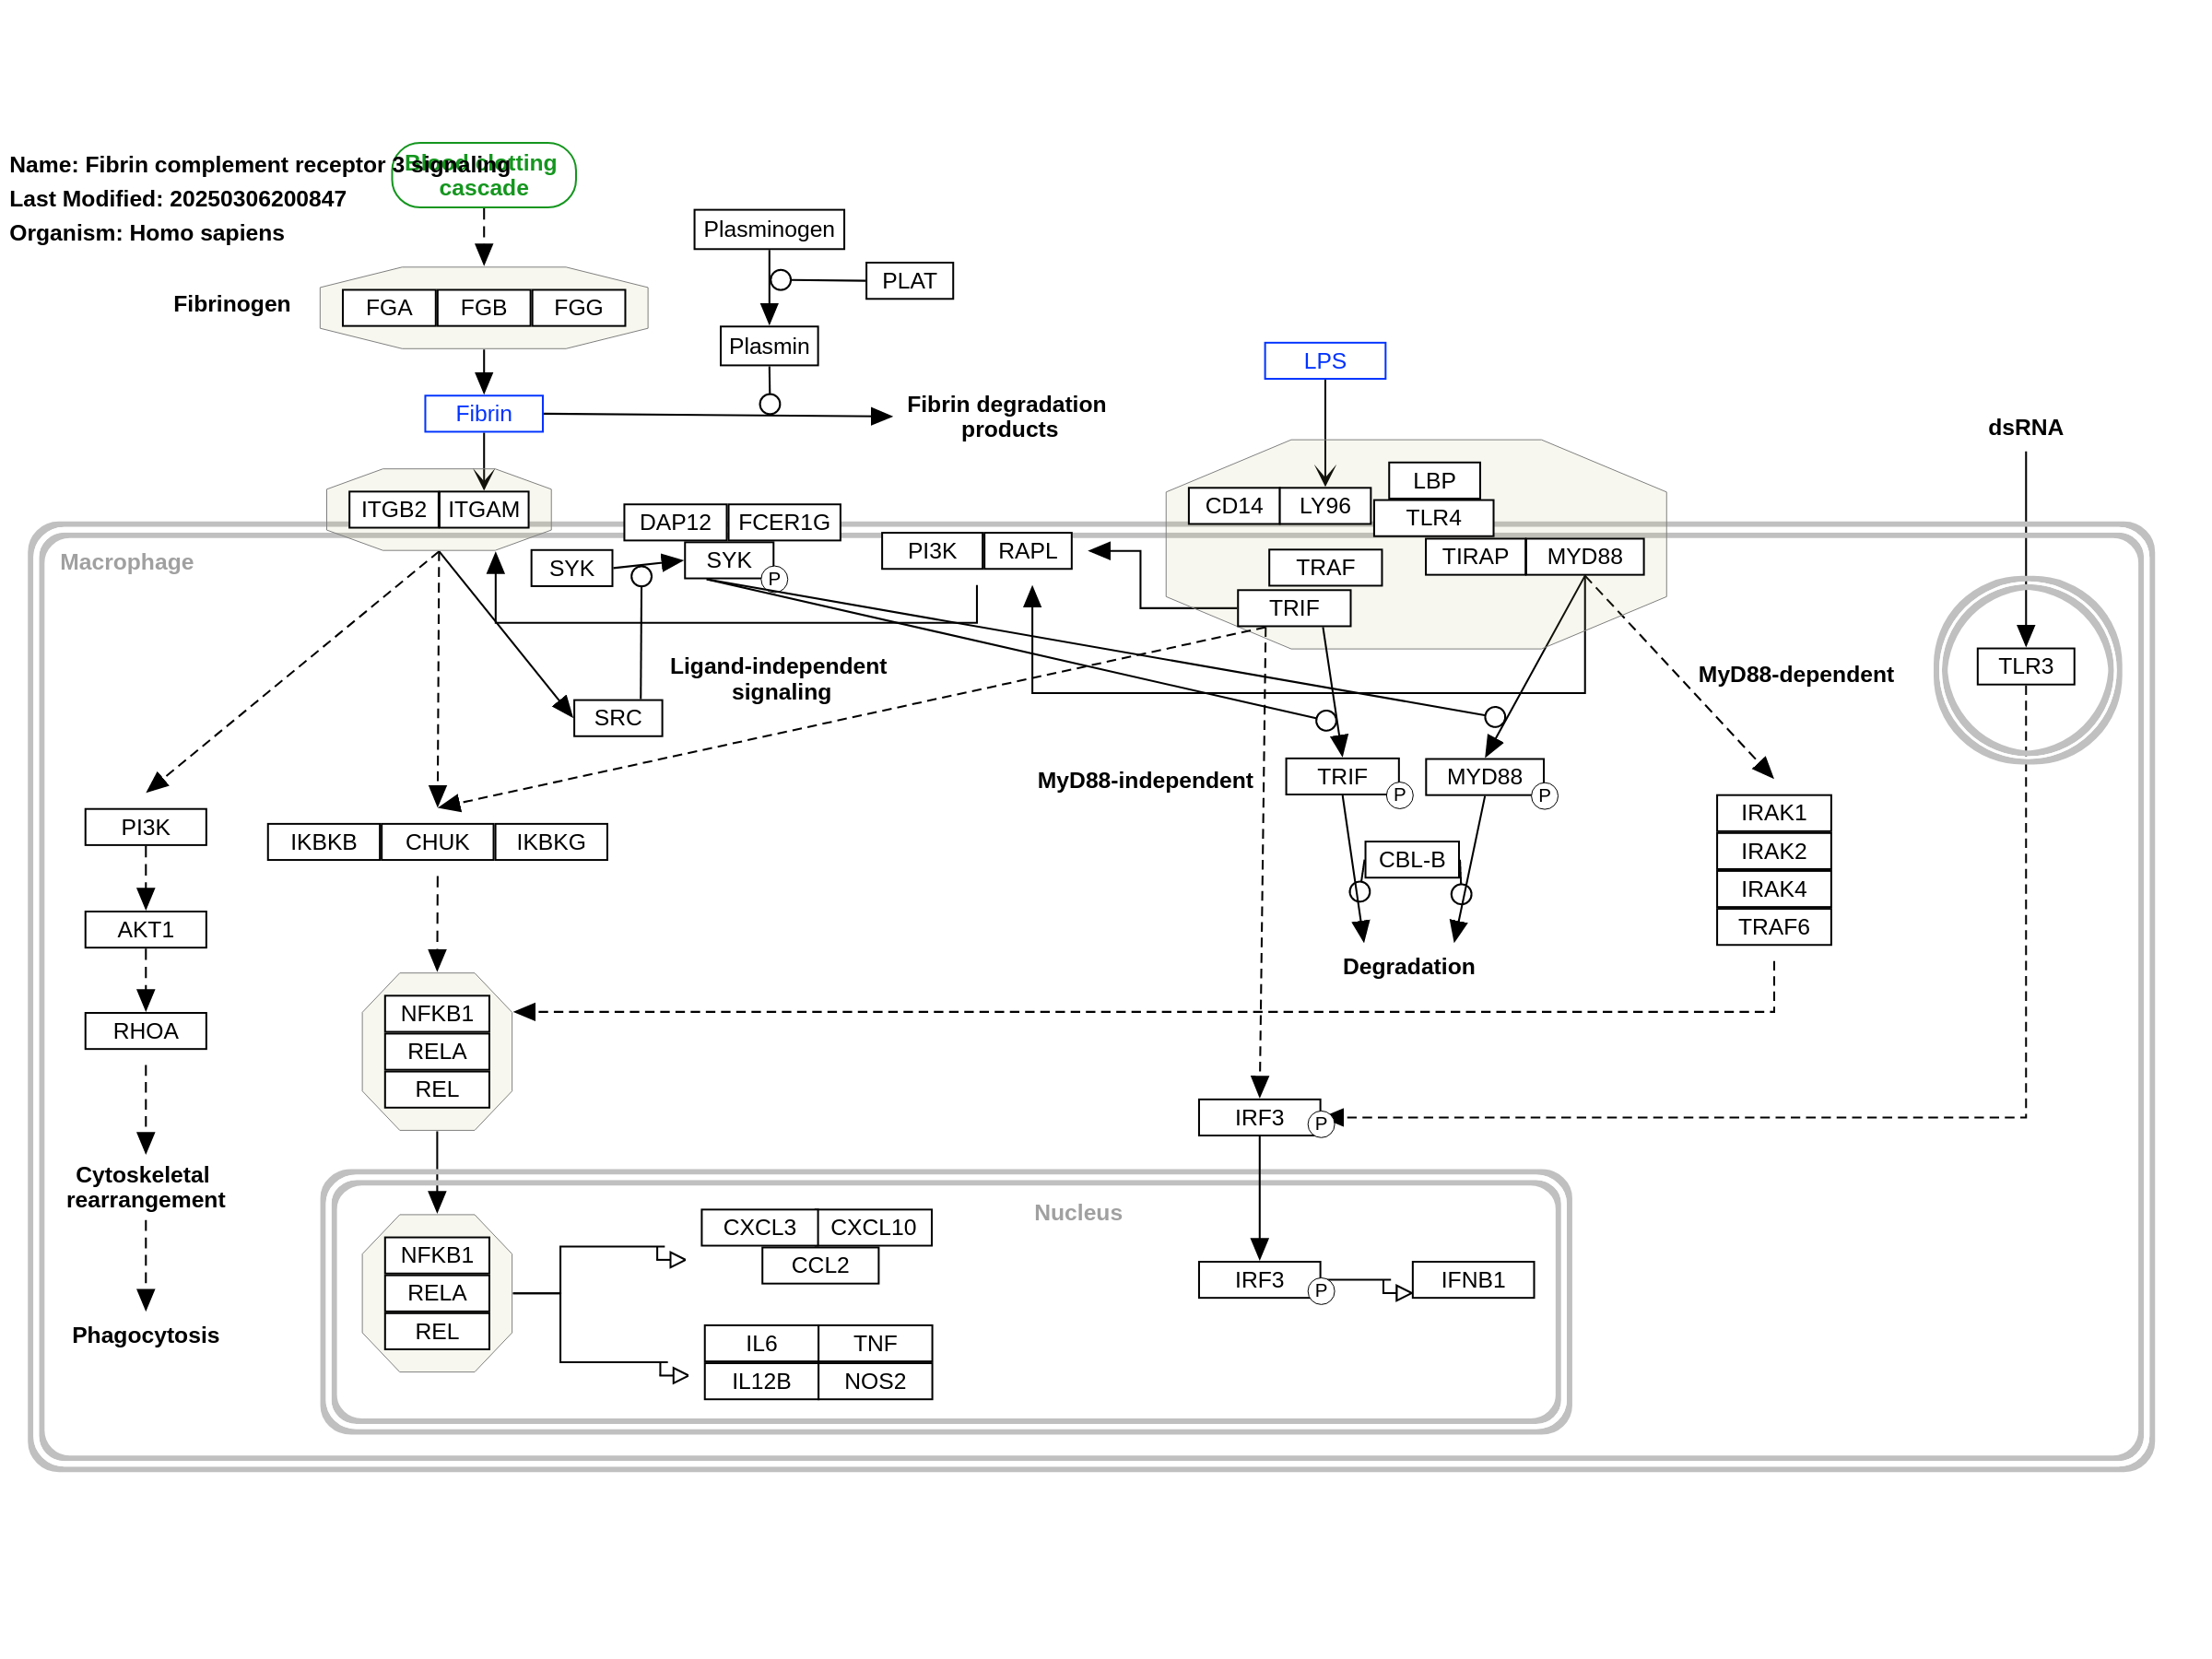 Name: Fibrin complement receptor 3 signaling
Last Modified: 20250306200847
Organism: Homo sapiens
Blood clotting
cascade
Plasminogen
PLAT
Fibrinogen
FGA FGB FGG
Plasmin
LPS
Fibrin
Fibrin degradation
products
dsRNA
ITGB2 ITGAM
DAP12 FCER1G
SYK
SYK
P
PI3K RAPL
CD14 LY96
LBP
TLR4
TIRAP MYD88
TRAF
TRIF
Macrophage
TLR3
Ligand-independent
signaling
MyD88-dependent
SRC
MyD88-independent
TRIF
P
MYD88
P
PI3K
IKBKB CHUK IKBKG
CBL-B
IRAK1
IRAK2
IRAK4
TRAF6
AKT1
Degradation
RHOA
NFKB1
RELA
REL
IRF3
P
Cytoskeletal
rearrangement
Nucleus
NFKB1
RELA
REL
CXCL3 CXCL10
CCL2
IRF3
P
IFNB1
Phagocytosis
IL6 TNF
IL12B NOS2